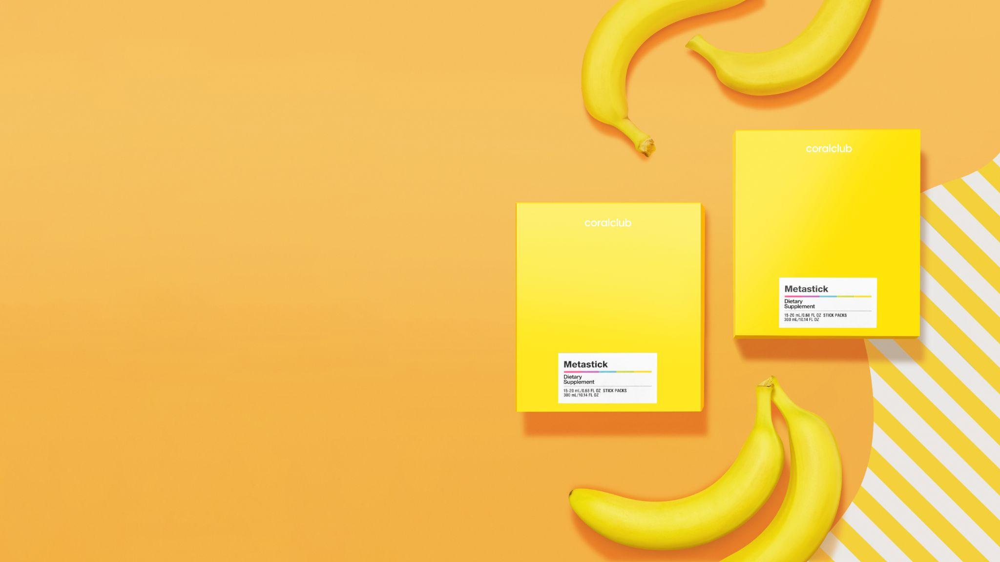 coralclub
Metastick
Dietary
Supplement
15-20 mL/0.68 FL OZ STICK PACKS
300 mL/10.14 FL OZ
coralclub
Metastick
Dietary
Supplement
15-20 mL/0.68 FL OZ STICK PACKS
300 mL/10.14 FL OZ